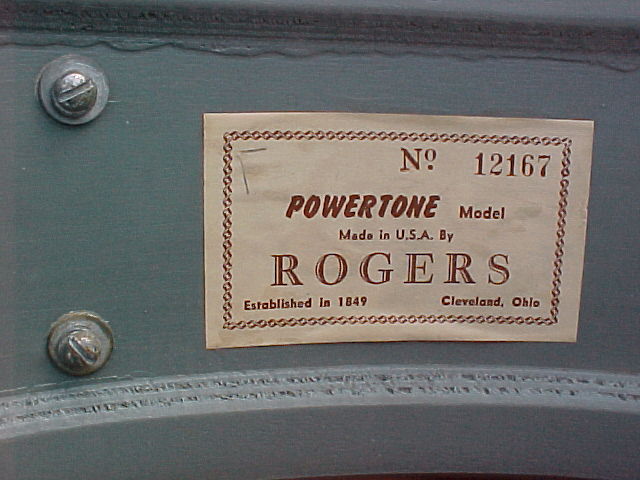 Nº 12167
POWERTONE Model
Made in U.S.A. By
ROGERS
Established in 1849 Cleveland, Ohio